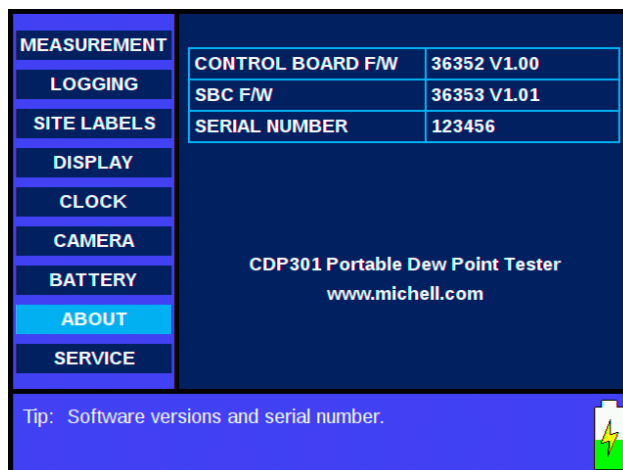 MEASUREMENT
LOGGING
SITE LABELS
DISPLAY
CLOCK
CAMERA
BATTERY
ABOUT
SERVICE
CONTROL BOARD F/W 36352 V1.00
SBC F/W 36353 V1.01
SERIAL NUMBER 123456
CDP301 Portable Dew Point Tester
www.michell.com
Tip: Software versions and serial number.